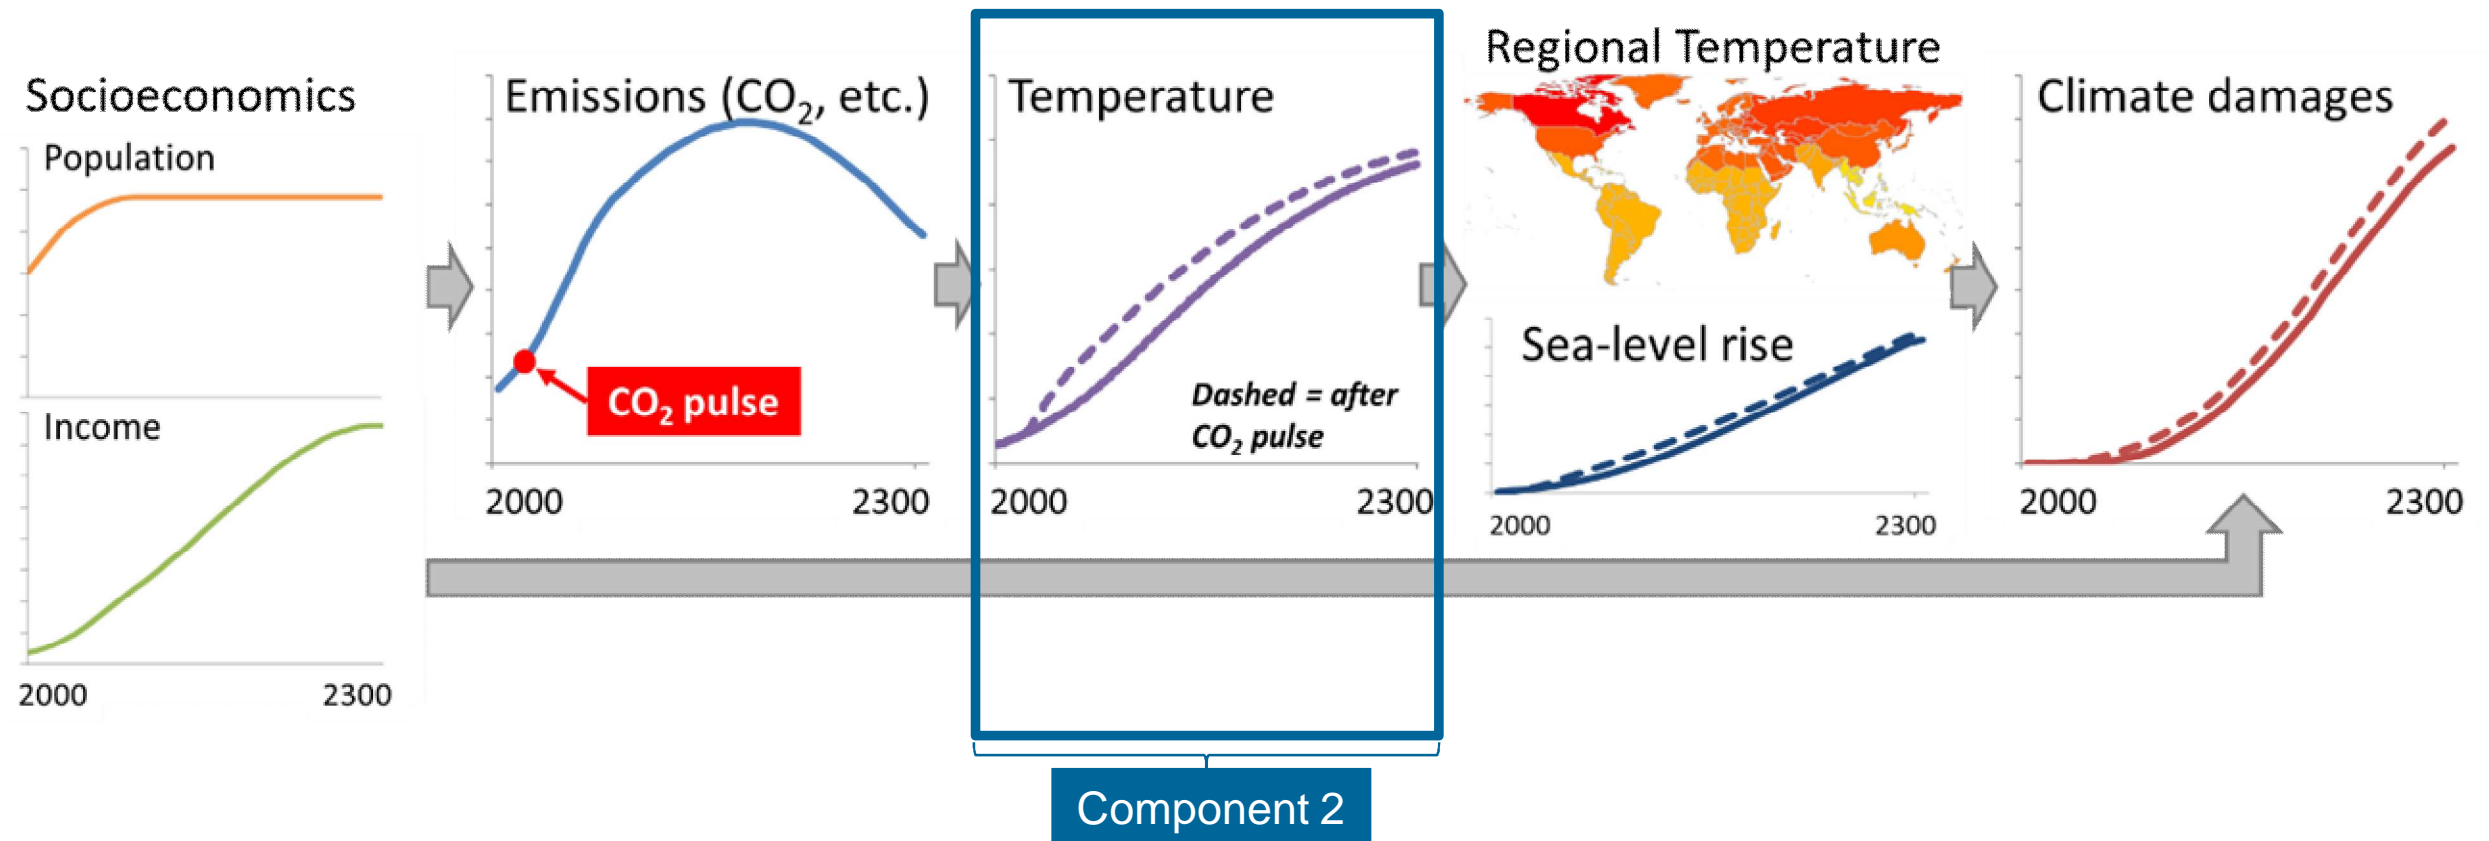 Socioeconomics
Population
Income
2000 2300
Emissions (CO₂, etc.)
CO₂ pulse
2000 2300
Temperature
Dashed = after
CO₂ pulse
2000 2300
Regional Temperature
Sea-level rise
2000 2300
Climate damages
2000 2300
Component 2